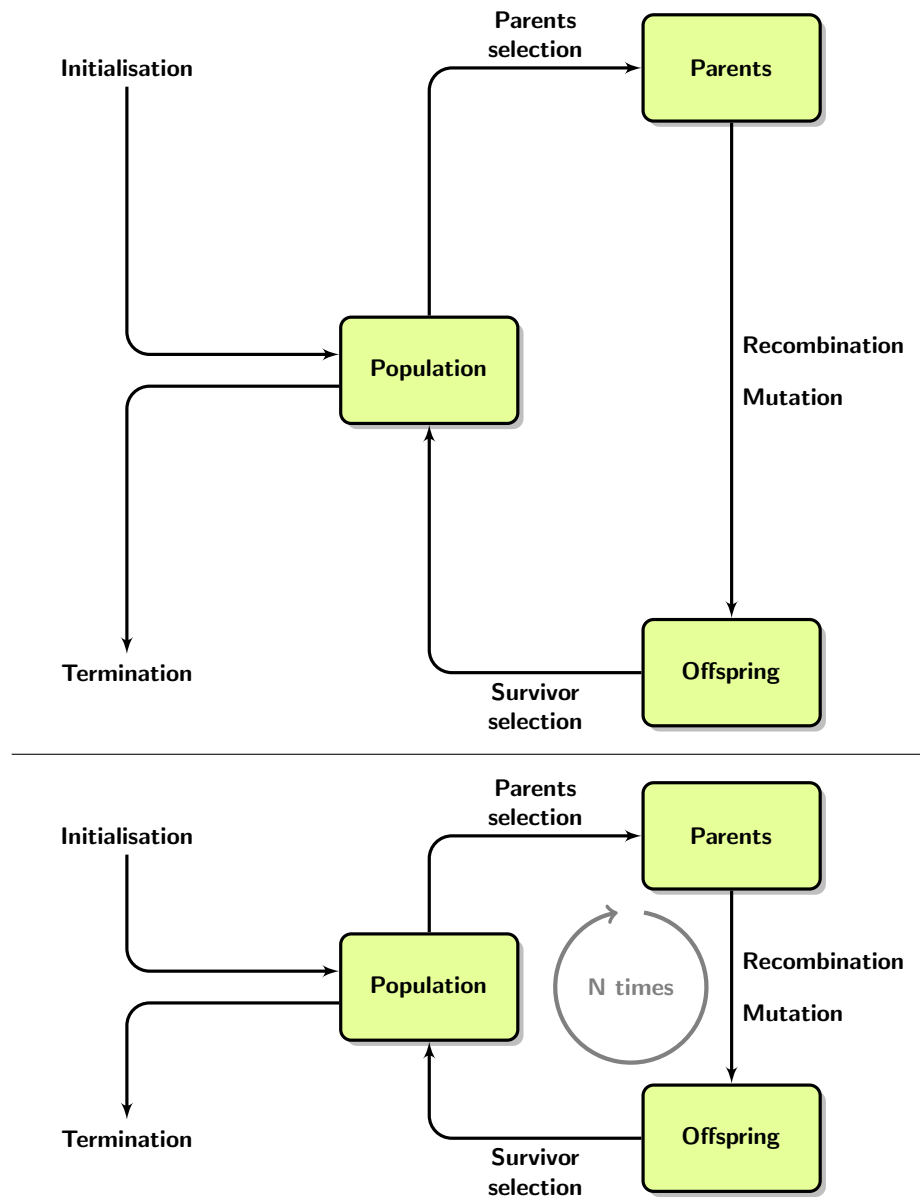 Parents
selection
Initialisation
Parents
Population
Recombination
Mutation
Termination
Survivor
selection
Offspring
Parents
selection
Initialisation
Parents
N times
Population
Recombination
Mutation
Termination
Survivor
selection
Offspring